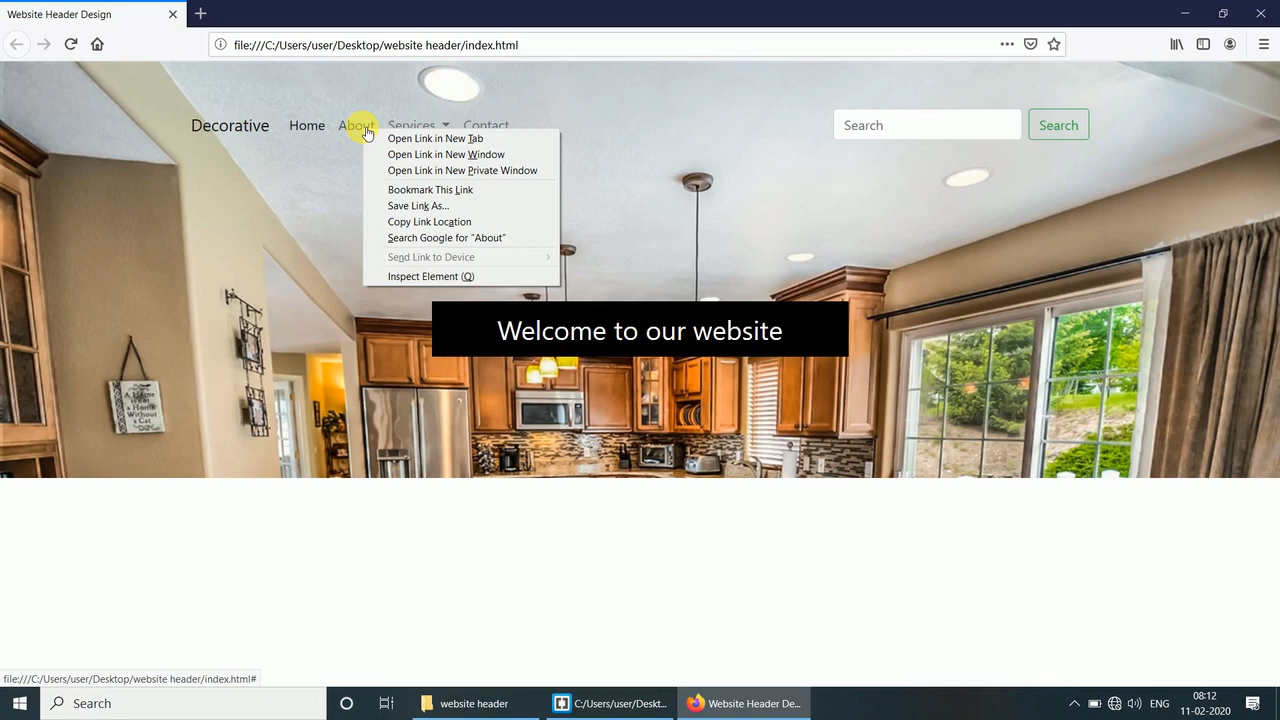 Website Header Design
file:///C:/Users/user/Desktop/website header/index.html
Decorative Home About Services Contact
Search
Search
Open Link in New Tab
Open Link in New Window
Open Link in New Private Window
Bookmark This Link
Save Link As...
Copy Link Location
Search Google for “About”
Send Link to Device
Inspect Element (Q)
Welcome to our website
A Home
Without
a Cat
file:///C:/Users/user/Desktop/website header/index.html#
Search
website header
C:/Users/user/Deskt...
Website Header De...
ENG
08:12
11-02-2020